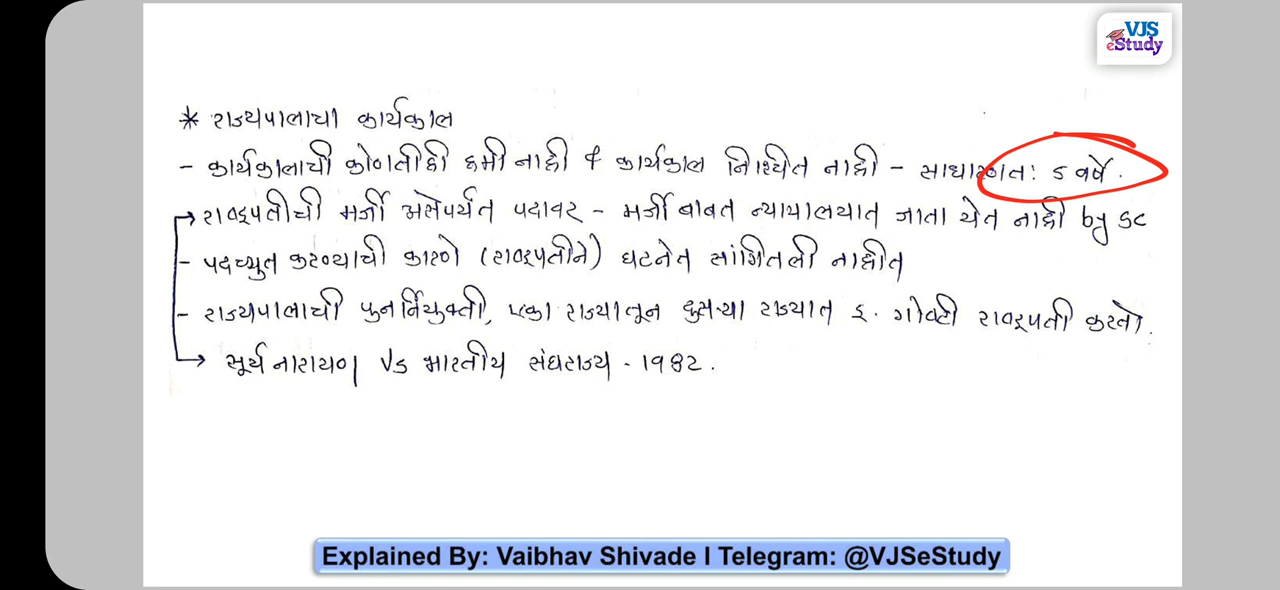 VJS
eStudy
* राज्यपालाचा कार्यकाल
- कार्यकालाची कोणतीही हमी नाही & कार्यकाल निश्चित नाही - साधारणतः 5 वर्षे.
→ राष्ट्रपतीची मर्जी असेपर्यंत पदावर - मर्जी बाबत न्यायालयात जाता येत नाही by SC
- पदच्युत करण्याची कारणे (राष्ट्रपतीने) घटनेत सांगितली नाहीत
- राज्यपालाची पुनर्नियुक्ती, एका राज्यातून दुसऱ्या राज्यात इ. गोष्टी राष्ट्रपती करतो.
→ सूर्य नारायण Vs भारतीय संघराज्य - १९८२.
Explained By: Vaibhav Shivade I Telegram: @VJSeStudy